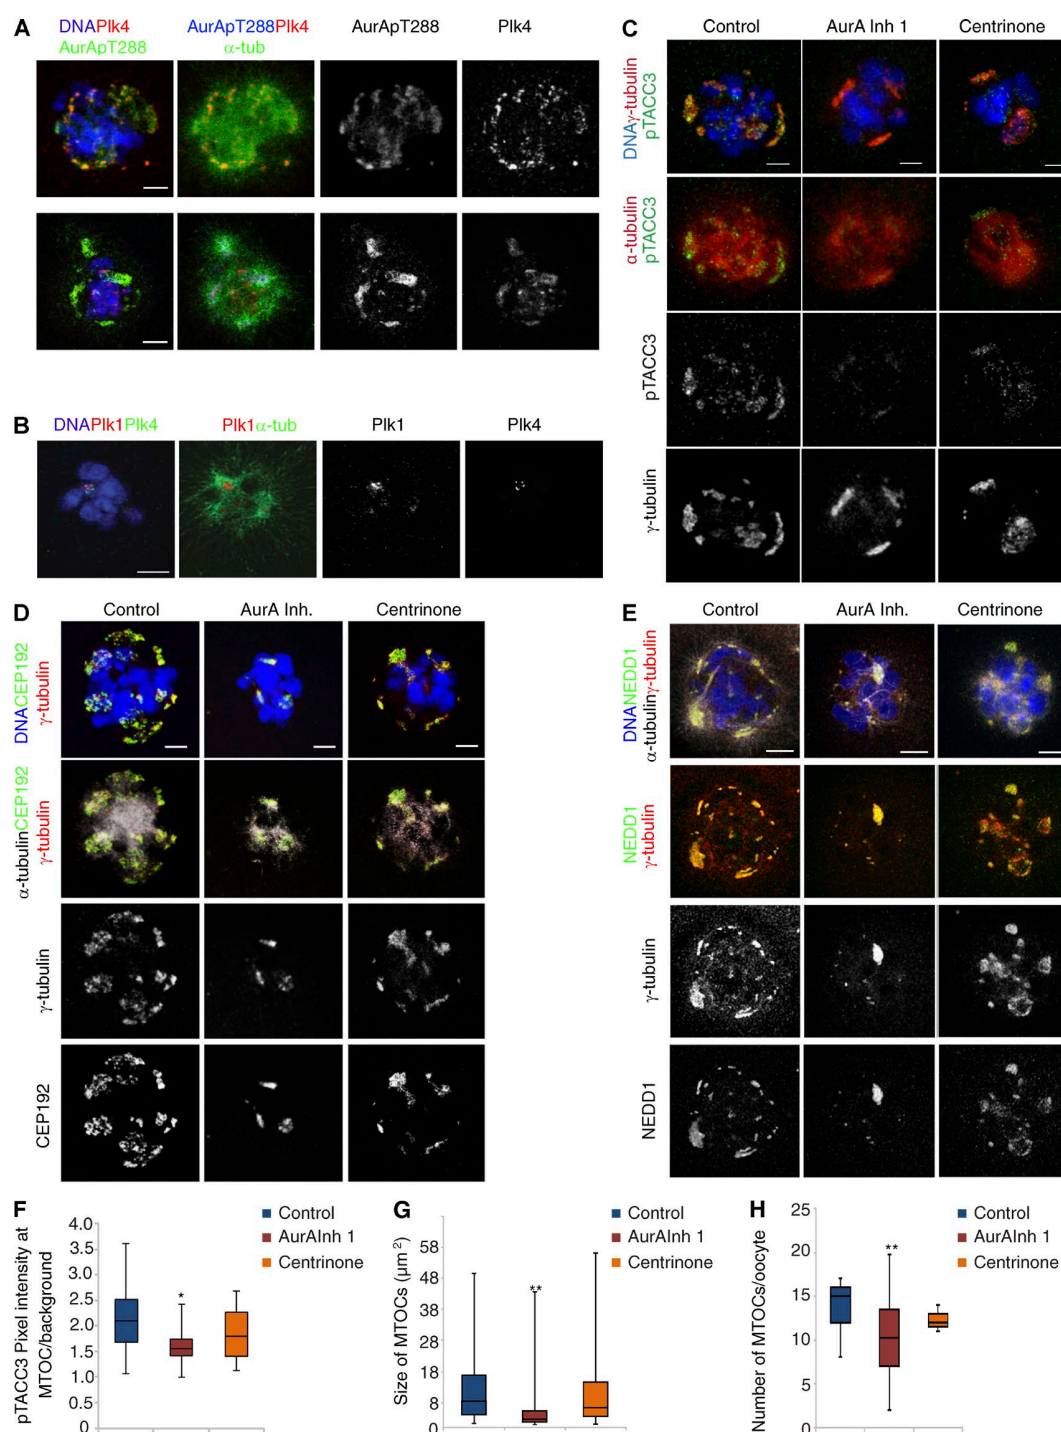 A
DNAPlk4
AurApT288
AurApT288Plk4
α-tub
AurApT288
Plk4
B
DNAPlk1Plk4
Plk1α-tub
Plk1
Plk4
C
Control
AurA Inh 1
Centrinone
DNAγ-tubulin
pTACC3
α-tubulin
pTACC3
pTACC3
γ-tubulin
D
Control
AurA Inh.
Centrinone
DNACEP192
γ-tubulin
α-tubulinCEP192
γ-tubulin
γ-tubulin
CEP192
E
Control
AurA Inh.
Centrinone
DNANEDD1
α-tubulinγ-tubulin
NEDD1
γ-tubulin
γ-tubulin
NEDD1
F
Control
AurAInh 1
Centrinone
pTACC3 Pixel intensity at
MTOC/background
4.0
3.5
3.0
2.5
2.0
1.5
1.0
0.5
0
*
G
Control
AurAInh 1
Centrinone
Size of MTOCs (µm²)
58
48
38
28
18
8
0
**
H
Control
AurAInh 1
Centrinone
Number of MTOCs/oocyte
25
20
15
10
5
0
**